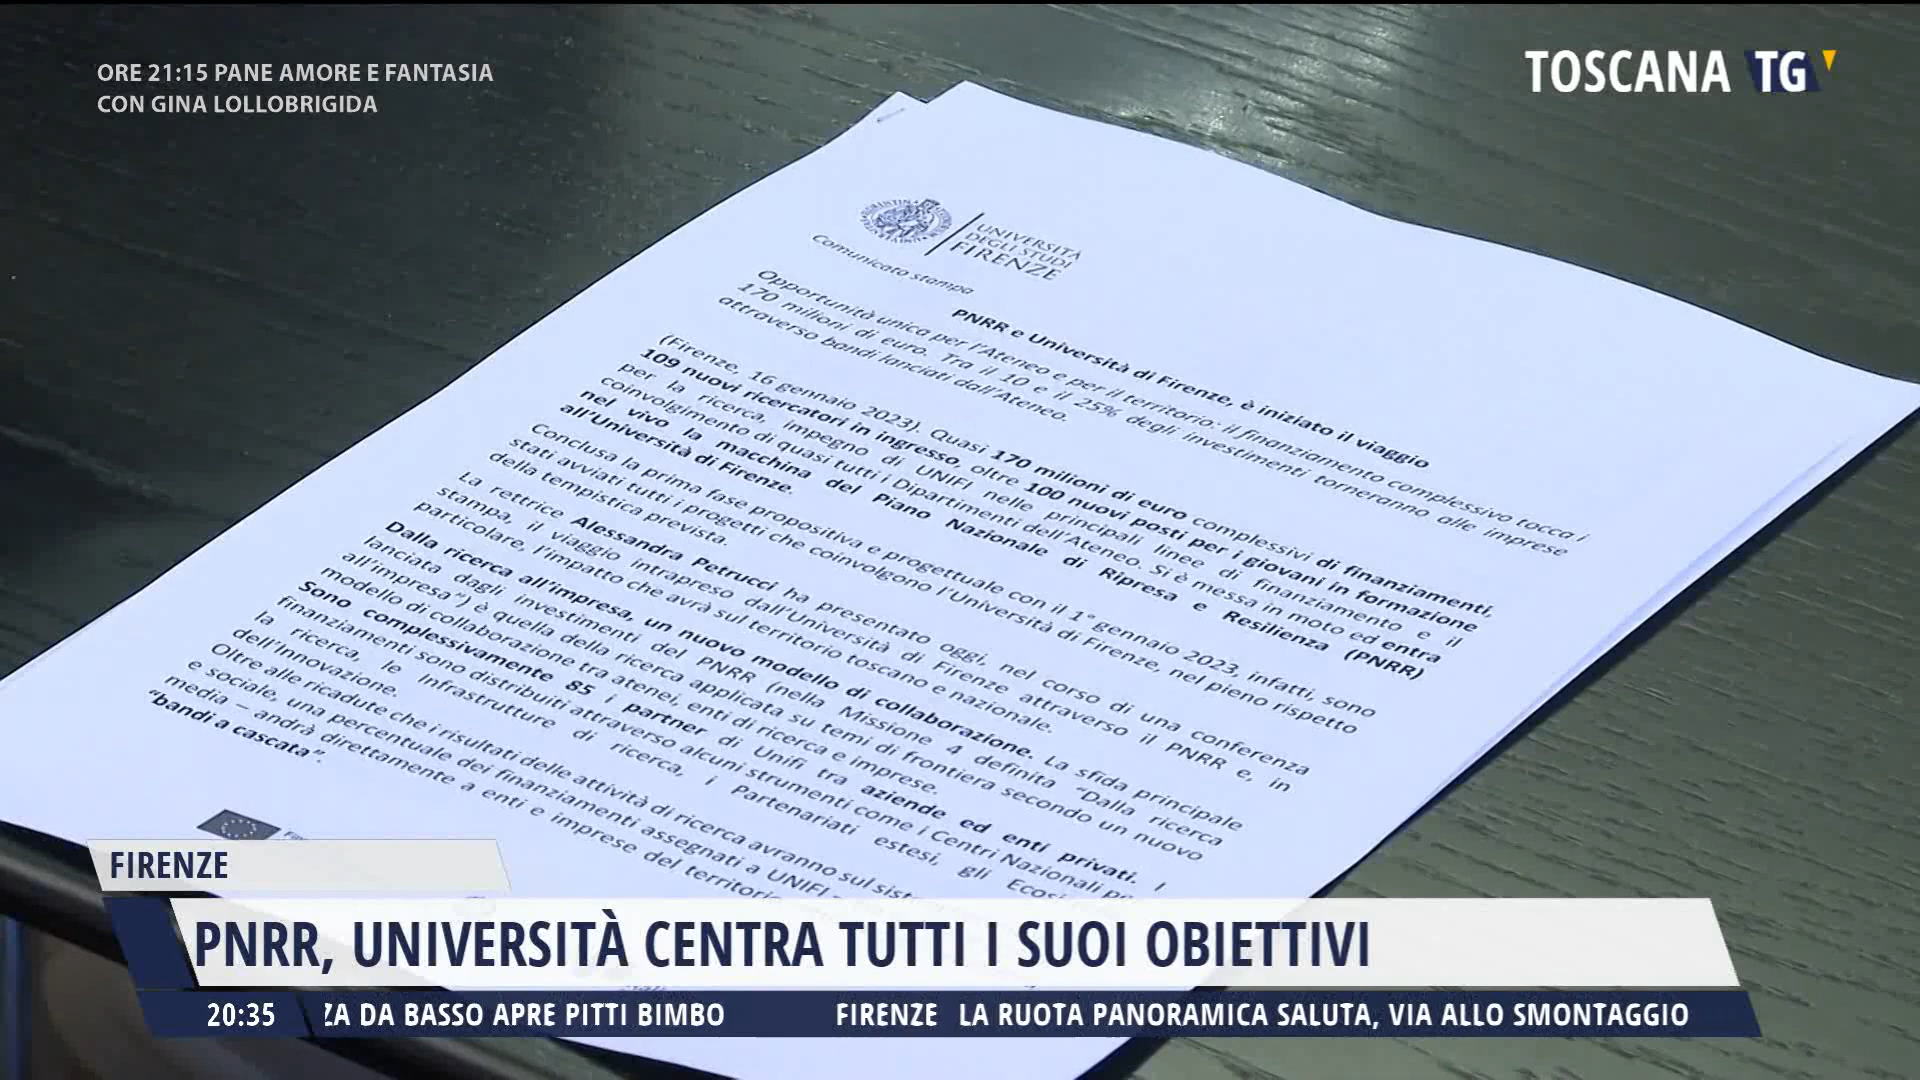 ORE 21:15 PANE AMORE E FANTASIA
CON GINA LOLLOBRIGIDA
TOSCANA TG
UNIVERSITÀ
DEGLI STUDI
FIRENZE
Comunicato stampa
PNRR e Università di Firenze, è iniziato il viaggio
Opportunità unica per l'Ateneo e per il territorio: il finanziamento complessivo tocca i
170 milioni di euro. Tra il 10 e il 25% degli investimenti torneranno alle imprese
attraverso bandi lanciati dall'Ateneo.
(Firenze, 16 gennaio 2023). Quasi 170 milioni di euro complessivi di finanziamenti,
109 nuovi ricercatori in ingresso, oltre 100 nuovi posti per i giovani in formazione
per la ricerca, impegno di UNIFI nelle principali linee di finanziamento e il
coinvolgimento di quasi tutti i Dipartimenti dell'Ateneo. Si è messa in moto ed entra
nel vivo la macchina del Piano Nazionale di Ripresa e Resilienza (PNRR)
all'Università di Firenze.
Conclusa la prima fase propositiva e progettuale con il 1° gennaio 2023, infatti, sono
stati avviati tutti i progetti che coinvolgono l'Università di Firenze, nel pieno rispetto
della tempistica prevista.
La rettrice Alessandra Petrucci ha presentato oggi, nel corso di una conferenza
stampa, il viaggio intrapreso dall'Università di Firenze attraverso il PNRR e, in
particolare, l'impatto che avrà sul territorio toscano e nazionale.
Dalla ricerca all'impresa, un nuovo modello di collaborazione. La sfida principale
lanciata dagli investimenti del PNRR (nella Missione 4 definita "Dalla ricerca
all'impresa") è quella della ricerca applicata su temi di frontiera secondo un nuovo
modello di collaborazione tra atenei, enti di ricerca e imprese.
Sono complessivamente 85 i partner di Unifi tra aziende ed enti privati. I
finanziamenti sono distribuiti attraverso alcuni strumenti come i Centri Nazionali per
la ricerca, le Infrastrutture di ricerca, i Partenariati estesi, gli
dell'Innovazione.
Oltre alle ricadute che i risultati delle attività di ricerca avranno sul
e sociale, una percentuale dei finanziamenti assegnati a UNIFI
media – andrà direttamente a enti e imprese del
"bandi a cascata".
FIRENZE
PNRR, UNIVERSITÀ CENTRA TUTTI I SUOI OBIETTIVI
20:35 ZA DA BASSO APRE PITTI BIMBO FIRENZE LA RUOTA PANORAMICA SALUTA, VIA ALLO SMONTAGGIO